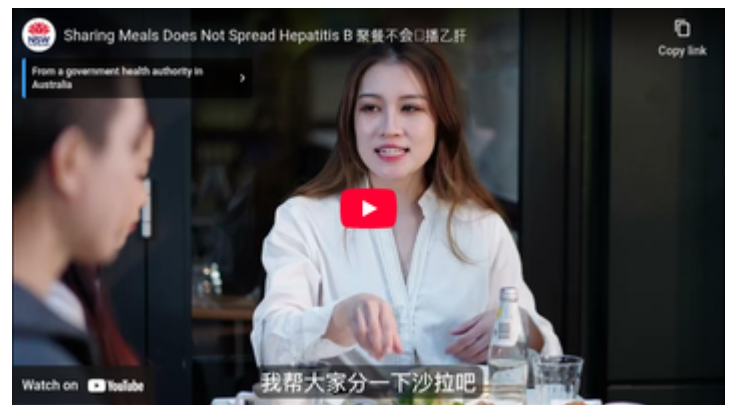 NSW
Sharing Meals Does Not Spread Hepatitis B 聚餐不会▯播乙肝
Copy link
From a government health authority in
Australia
我帮大家分一下沙拉吧
Watch on YouTube